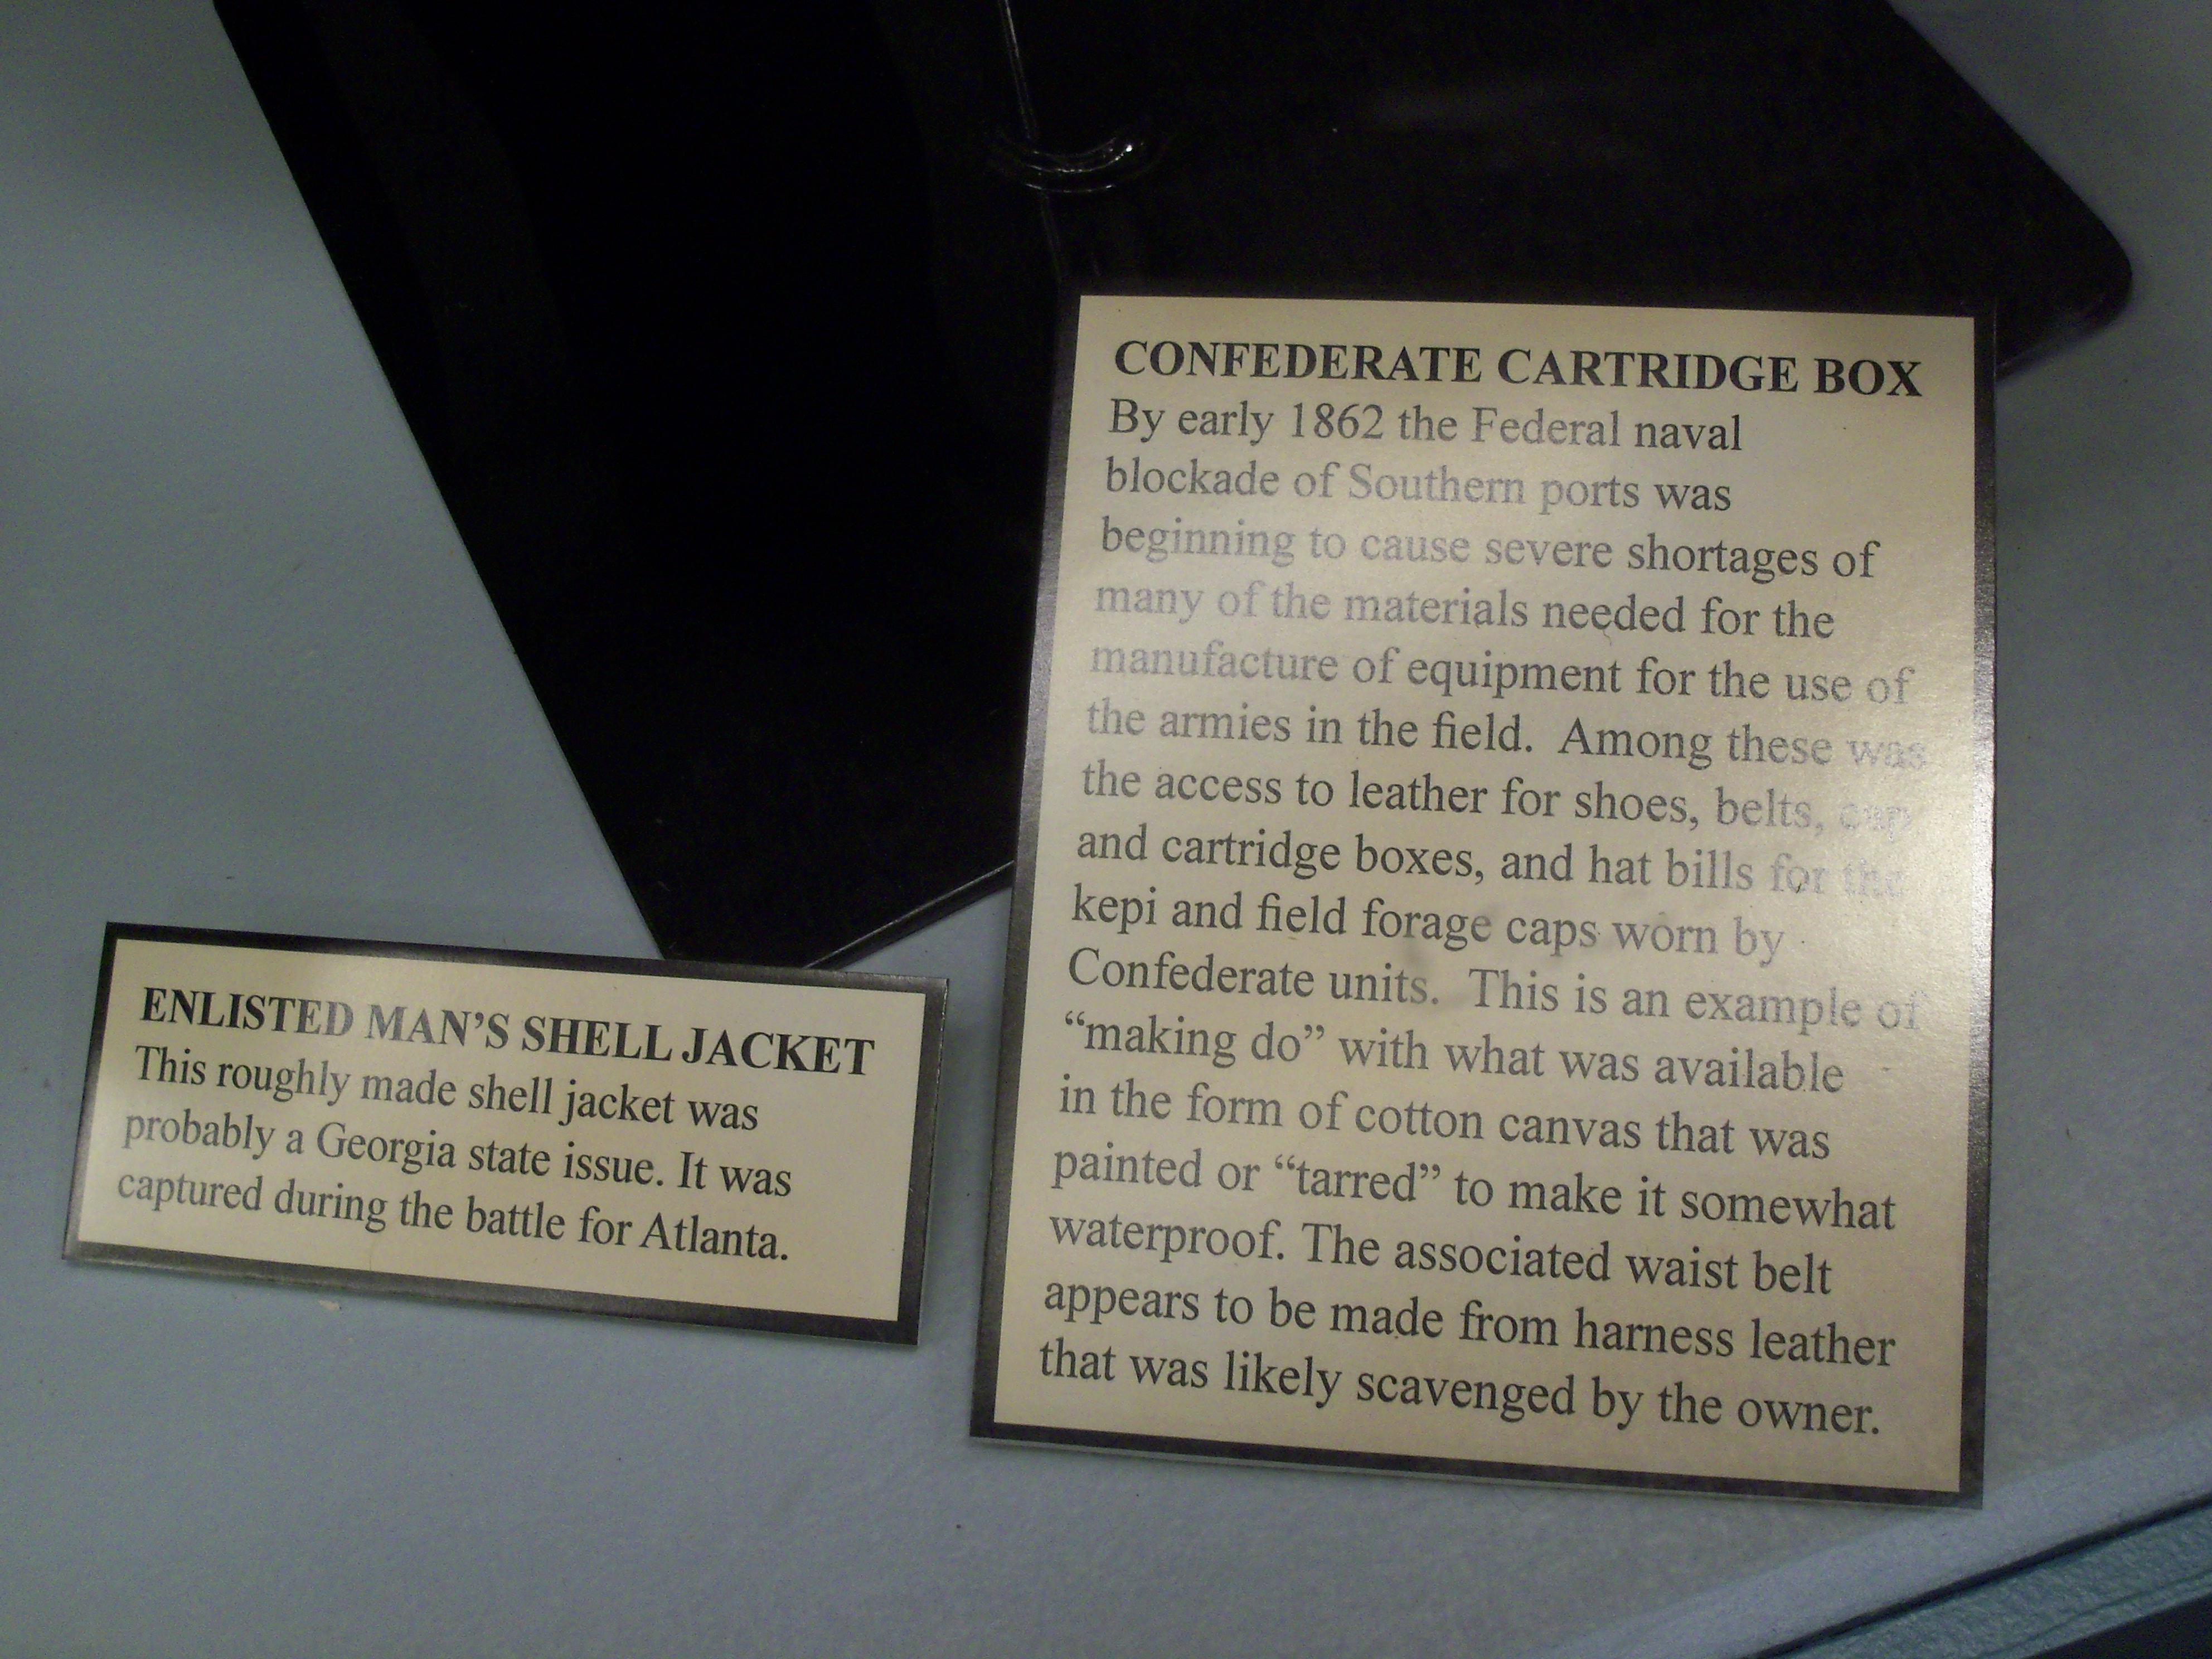 ENLISTED MAN'S SHELL JACKET
This roughly made shell jacket was
probably a Georgia state issue. It was
captured during the battle for Atlanta.
CONFEDERATE CARTRIDGE BOX
By early 1862 the Federal naval
blockade of Southern ports was
beginning to cause severe shortages of
many of the materials needed for the
manufacture of equipment for the use of
the armies in the field. Among these was
the access to leather for shoes, belts, cap
and cartridge boxes, and hat bills for the
kepi and field forage caps worn by
Confederate units. This is an example of
“making do” with what was available
in the form of cotton canvas that was
painted or “tarred” to make it somewhat
waterproof. The associated waist belt
appears to be made from harness leather
that was likely scavenged by the owner.